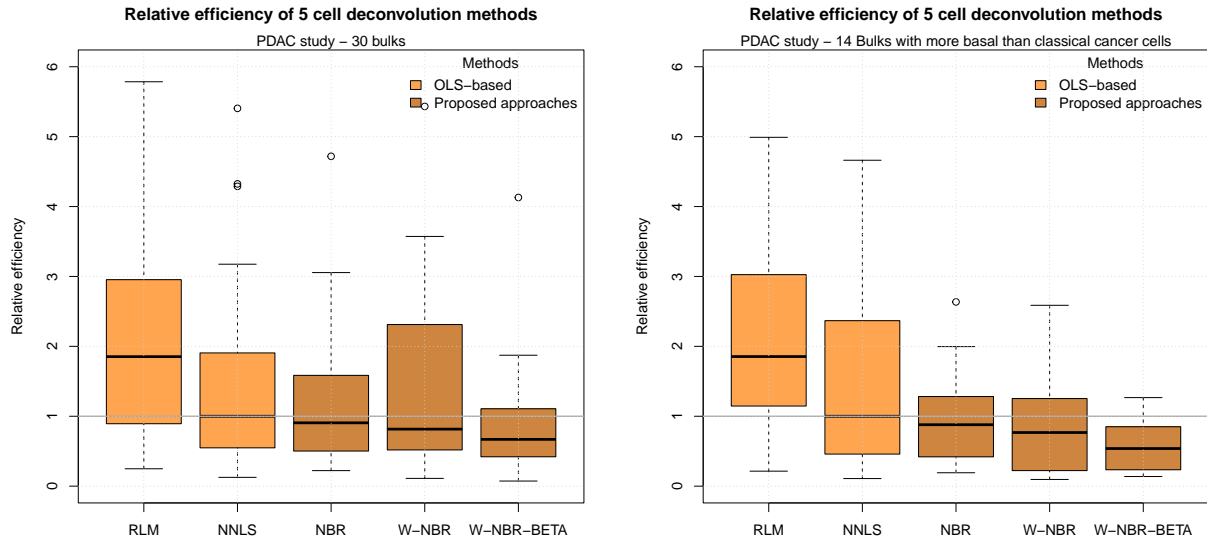 Relative efficiency of 5 cell deconvolution methods
PDAC study − 30 bulks
Methods
OLS−based
Proposed approaches
Relative efficiency
6
5
4
3
2
1
0
RLM NNLS NBR W−NBR W−NBR−BETA
Relative efficiency of 5 cell deconvolution methods
PDAC study − 14 Bulks with more basal than classical cancer cells
Methods
OLS−based
Proposed approaches
Relative efficiency
6
5
4
3
2
1
0
RLM NNLS NBR W−NBR W−NBR−BETA